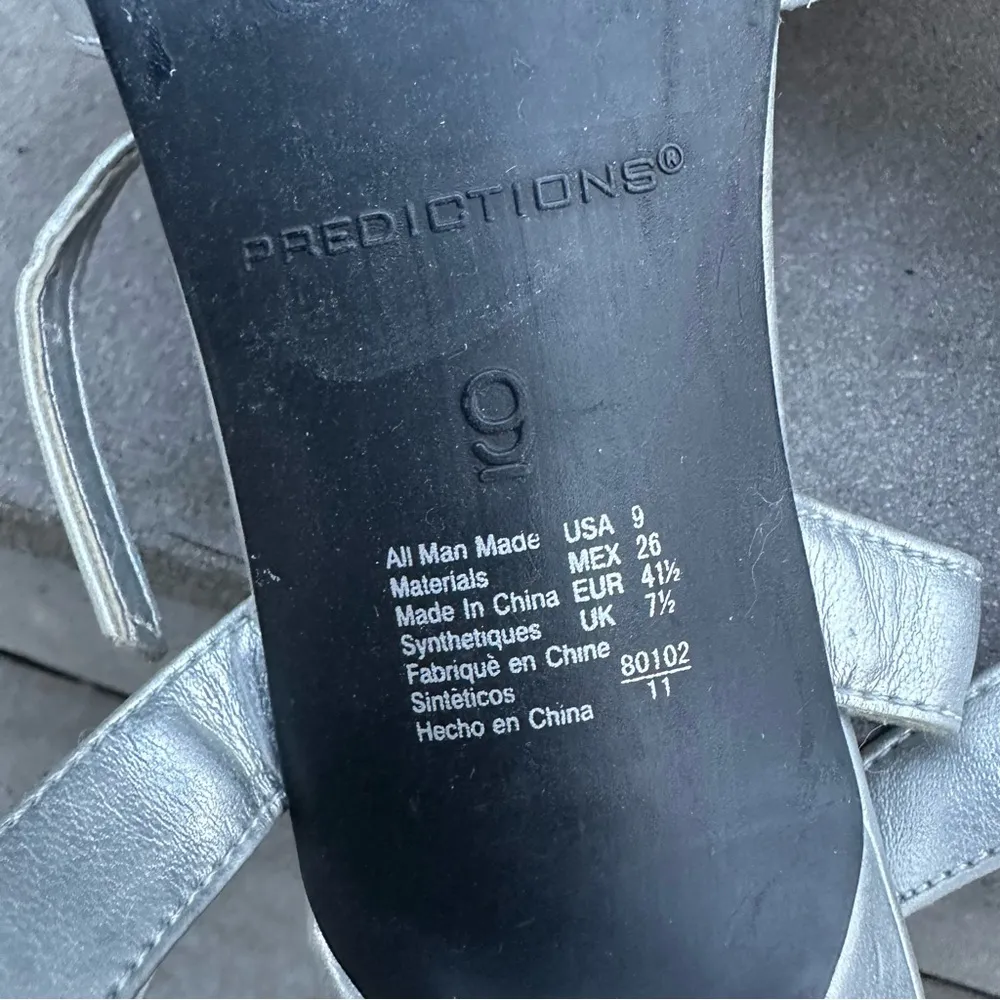 PREDICTIONS®
9
All Man Made
Materials
Made In China
Synthetiques
Fabriquè en Chine
Sintèticos
Hecho en China
USA 9
MEX 26
EUR 41½
UK 7½
80102
11